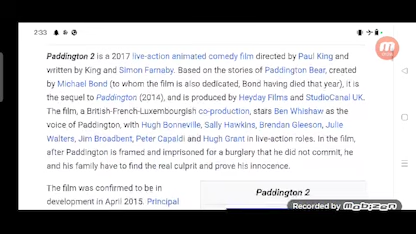 2:33
Paddington 2 is a 2017 live-action animated comedy film directed by Paul King and
written by King and Simon Farnaby. Based on the stories of Paddington Bear, created
by Michael Bond (to whom the film is also dedicated, Bond having died that year), it
is the sequel to Paddington (2014), and is produced by Heyday Films and StudioCanal UK.
The film, a British-French-Luxembourgish co-production, stars Ben Whishaw as
the voice of Paddington, with Hugh Bonneville, Sally Hawkins, Brendan Gleeson, Julie
Walters, Jim Broadbent, Peter Capaldi and Hugh Grant in live-action roles. In the film,
after Paddington is framed and imprisoned for a burglary that he did not commit, he
and his family have to find the real culprit and prove his innocence.
The film was confirmed to be in
development in April 2015. Principal
Paddington 2
Recorded by mobizen